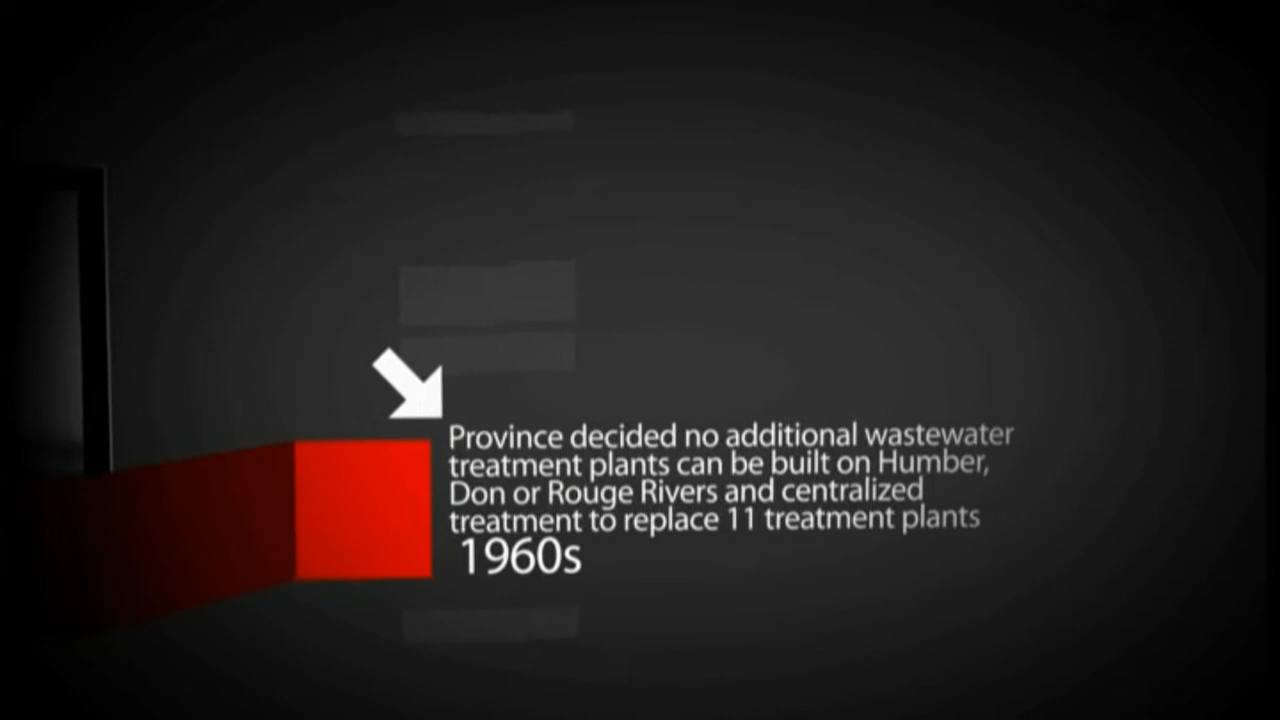 Province decided no additional wastewater
treatment plants can be built on Humber,
Don or Rouge Rivers and centralized
treatment to replace 11 treatment plants
1960s